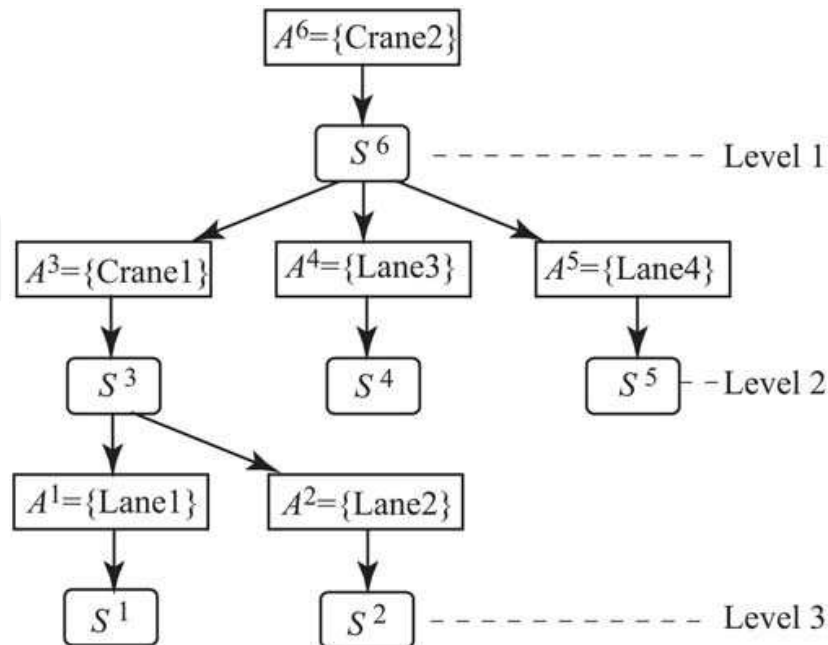 A⁶={Crane2}
S⁶ Level 1
A³={Crane1} A⁴={Lane3} A⁵={Lane4}
S³ S⁴ S⁵ Level 2
A¹={Lane1} A²={Lane2}
S¹ S² Level 3